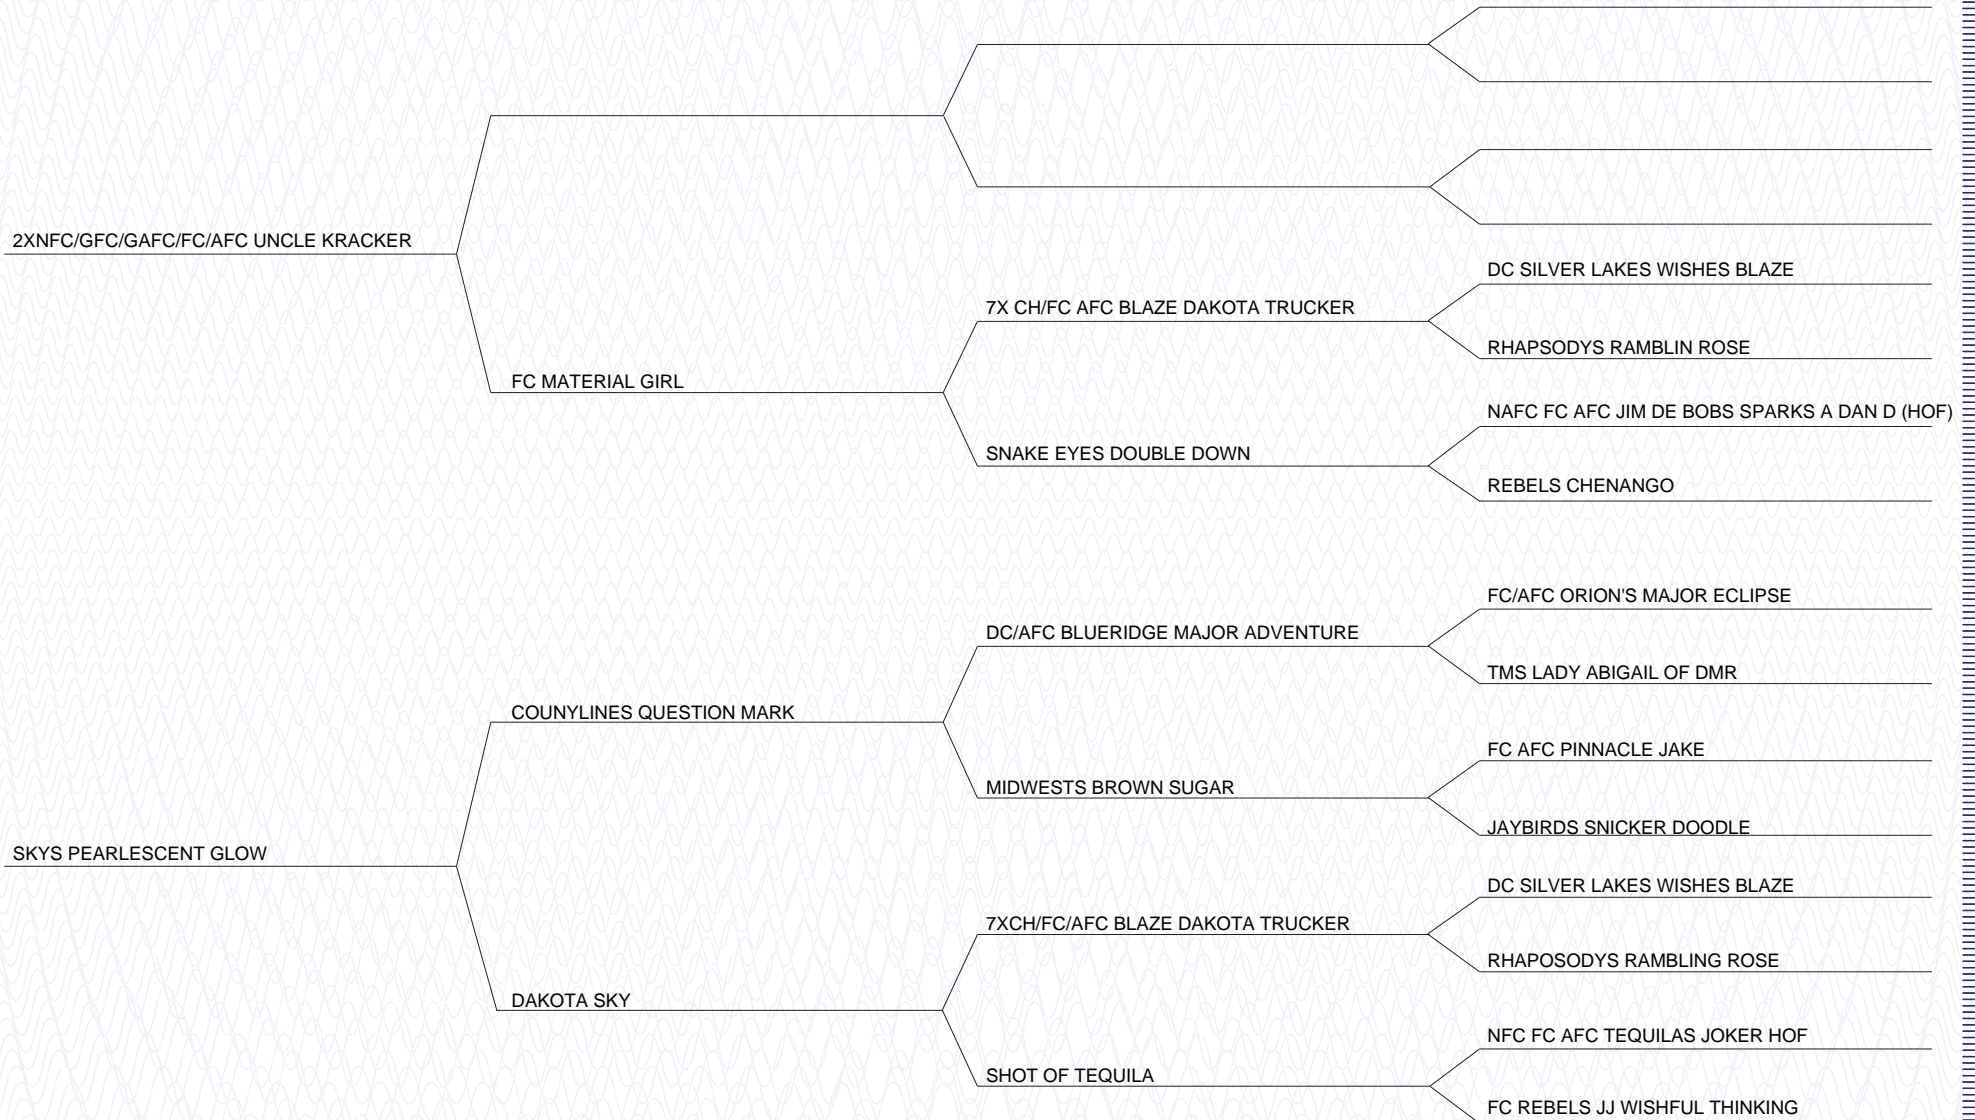 2XNFC/GFC/GAFC/FC/AFC UNCLE KRACKER
FC MATERIAL GIRL
7X CH/FC AFC BLAZE DAKOTA TRUCKER
DC SILVER LAKES WISHES BLAZE
RHAPSODYS RAMBLIN ROSE
SNAKE EYES DOUBLE DOWN
NAFC FC AFC JIM DE BOBS SPARKS A DAN D (HOF)
REBELS CHENANGO
SKYS PEARLESCENT GLOW
COUNYLINES QUESTION MARK
DC/AFC BLUERIDGE MAJOR ADVENTURE
FC/AFC ORION'S MAJOR ECLIPSE
TMS LADY ABIGAIL OF DMR
MIDWESTS BROWN SUGAR
FC AFC PINNACLE JAKE
JAYBIRDS SNICKER DOODLE
DAKOTA SKY
7XCH/FC/AFC BLAZE DAKOTA TRUCKER
DC SILVER LAKES WISHES BLAZE
RHAPOSODYS RAMBLING ROSE
SHOT OF TEQUILA
NFC FC AFC TEQUILAS JOKER HOF
FC REBELS JJ WISHFUL THINKING